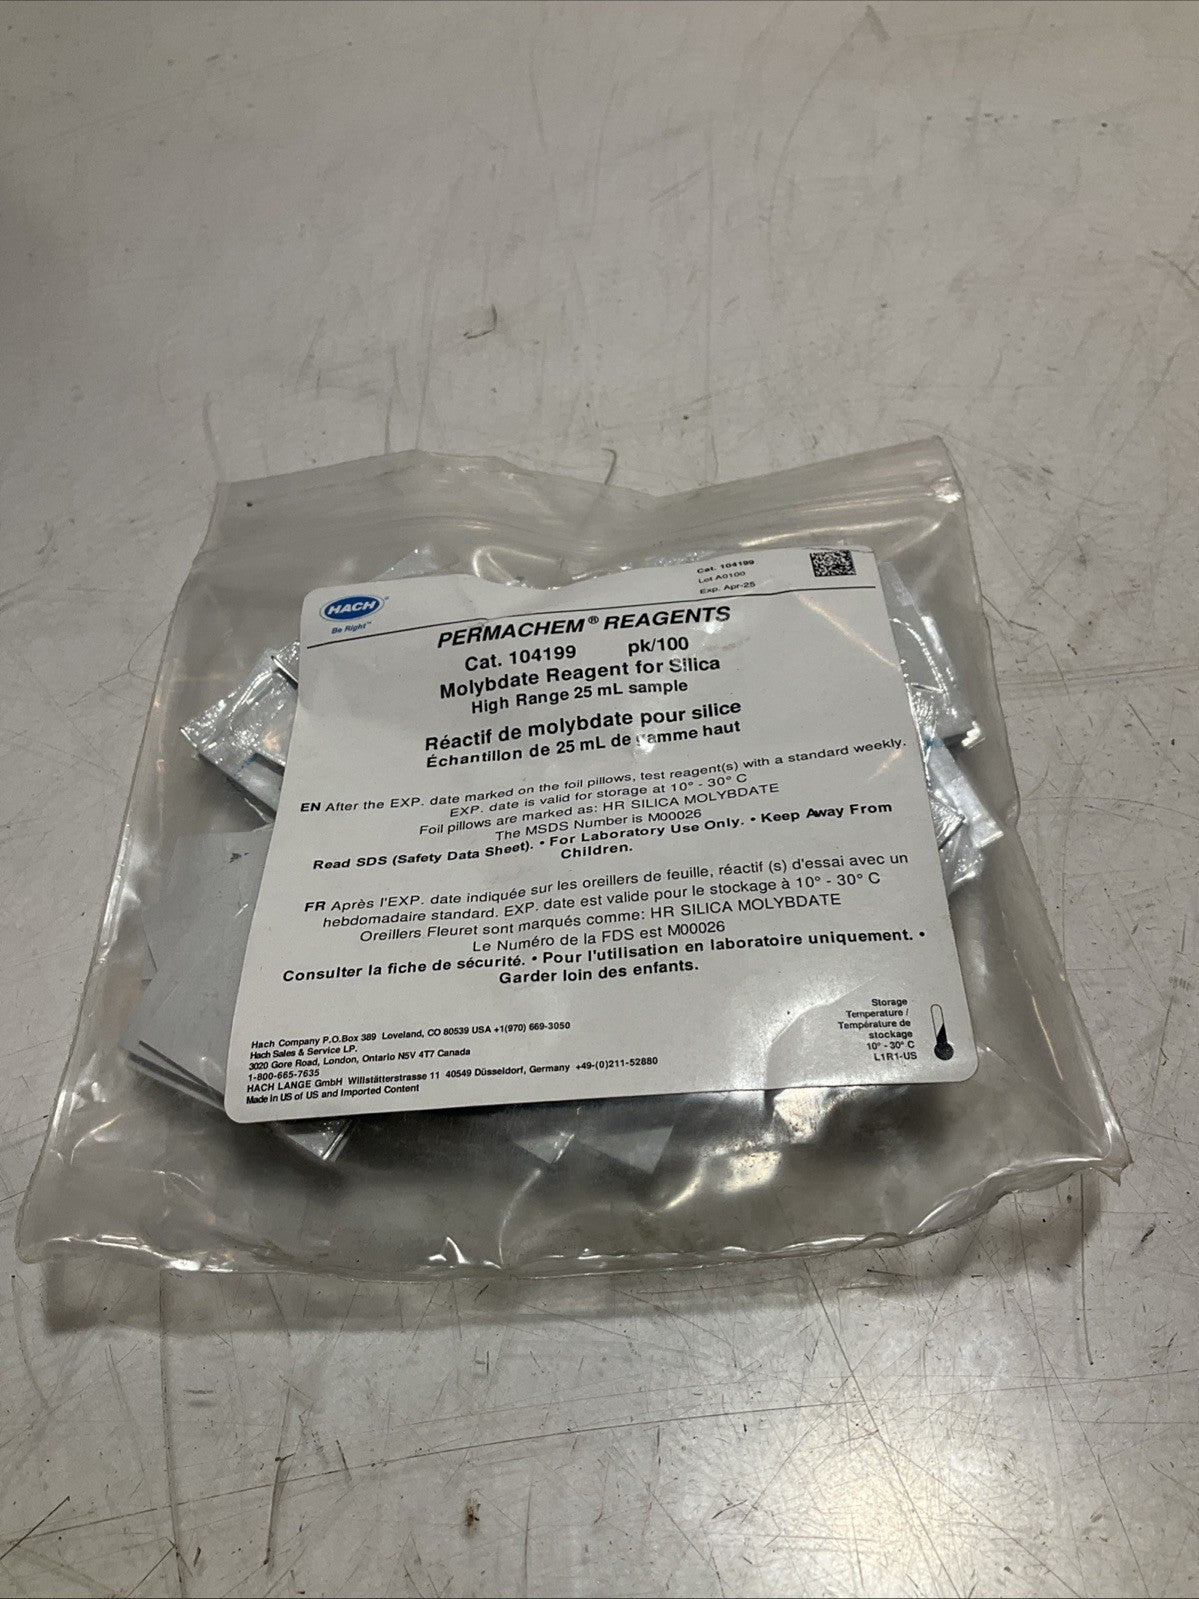 Cat. 104199
Lot A0100
Exp. Apr-25
HACH
Be Right™
PERMACHEM® REAGENTS
Cat. 104199 pk/100
Molybdate Reagent for Silica
High Range 25 mL sample
Réactif de molybdate pour silice
Échantillon de 25 mL de gamme haut
EN After the EXP. date marked on the foil pillows, test reagent(s) with a standard weekly.
EXP. date is valid for storage at 10° - 30° C
Foil pillows are marked as: HR SILICA MOLYBDATE
The MSDS Number is M00026
Read SDS (Safety Data Sheet). • For Laboratory Use Only. • Keep Away From
Children.
FR Après l'EXP. date indiquée sur les oreillers de feuille, réactif (s) d'essai avec un
hebdomadaire standard. EXP. date est valide pour le stockage à 10° - 30° C
Oreillers Fleuret sont marqués comme: HR SILICA MOLYBDATE
Le Numéro de la FDS est M00026
Consulter la fiche de sécurité. • Pour l'utilisation en laboratoire uniquement. •
Garder loin des enfants.
Storage
Temperature /
Température de
stockage
10° - 30° C
L1R1-US
Hach Company P.O.Box 389 Loveland, CO 80539 USA +1(970) 669-3050
Hach Sales & Service LP.
3020 Gore Road, London, Ontario N5V 4T7 Canada
1-800-665-7635
HACH LANGE GmbH Willstätterstrasse 11 40549 Düsseldorf, Germany +49-(0)211-52880
Made in US of US and Imported Content